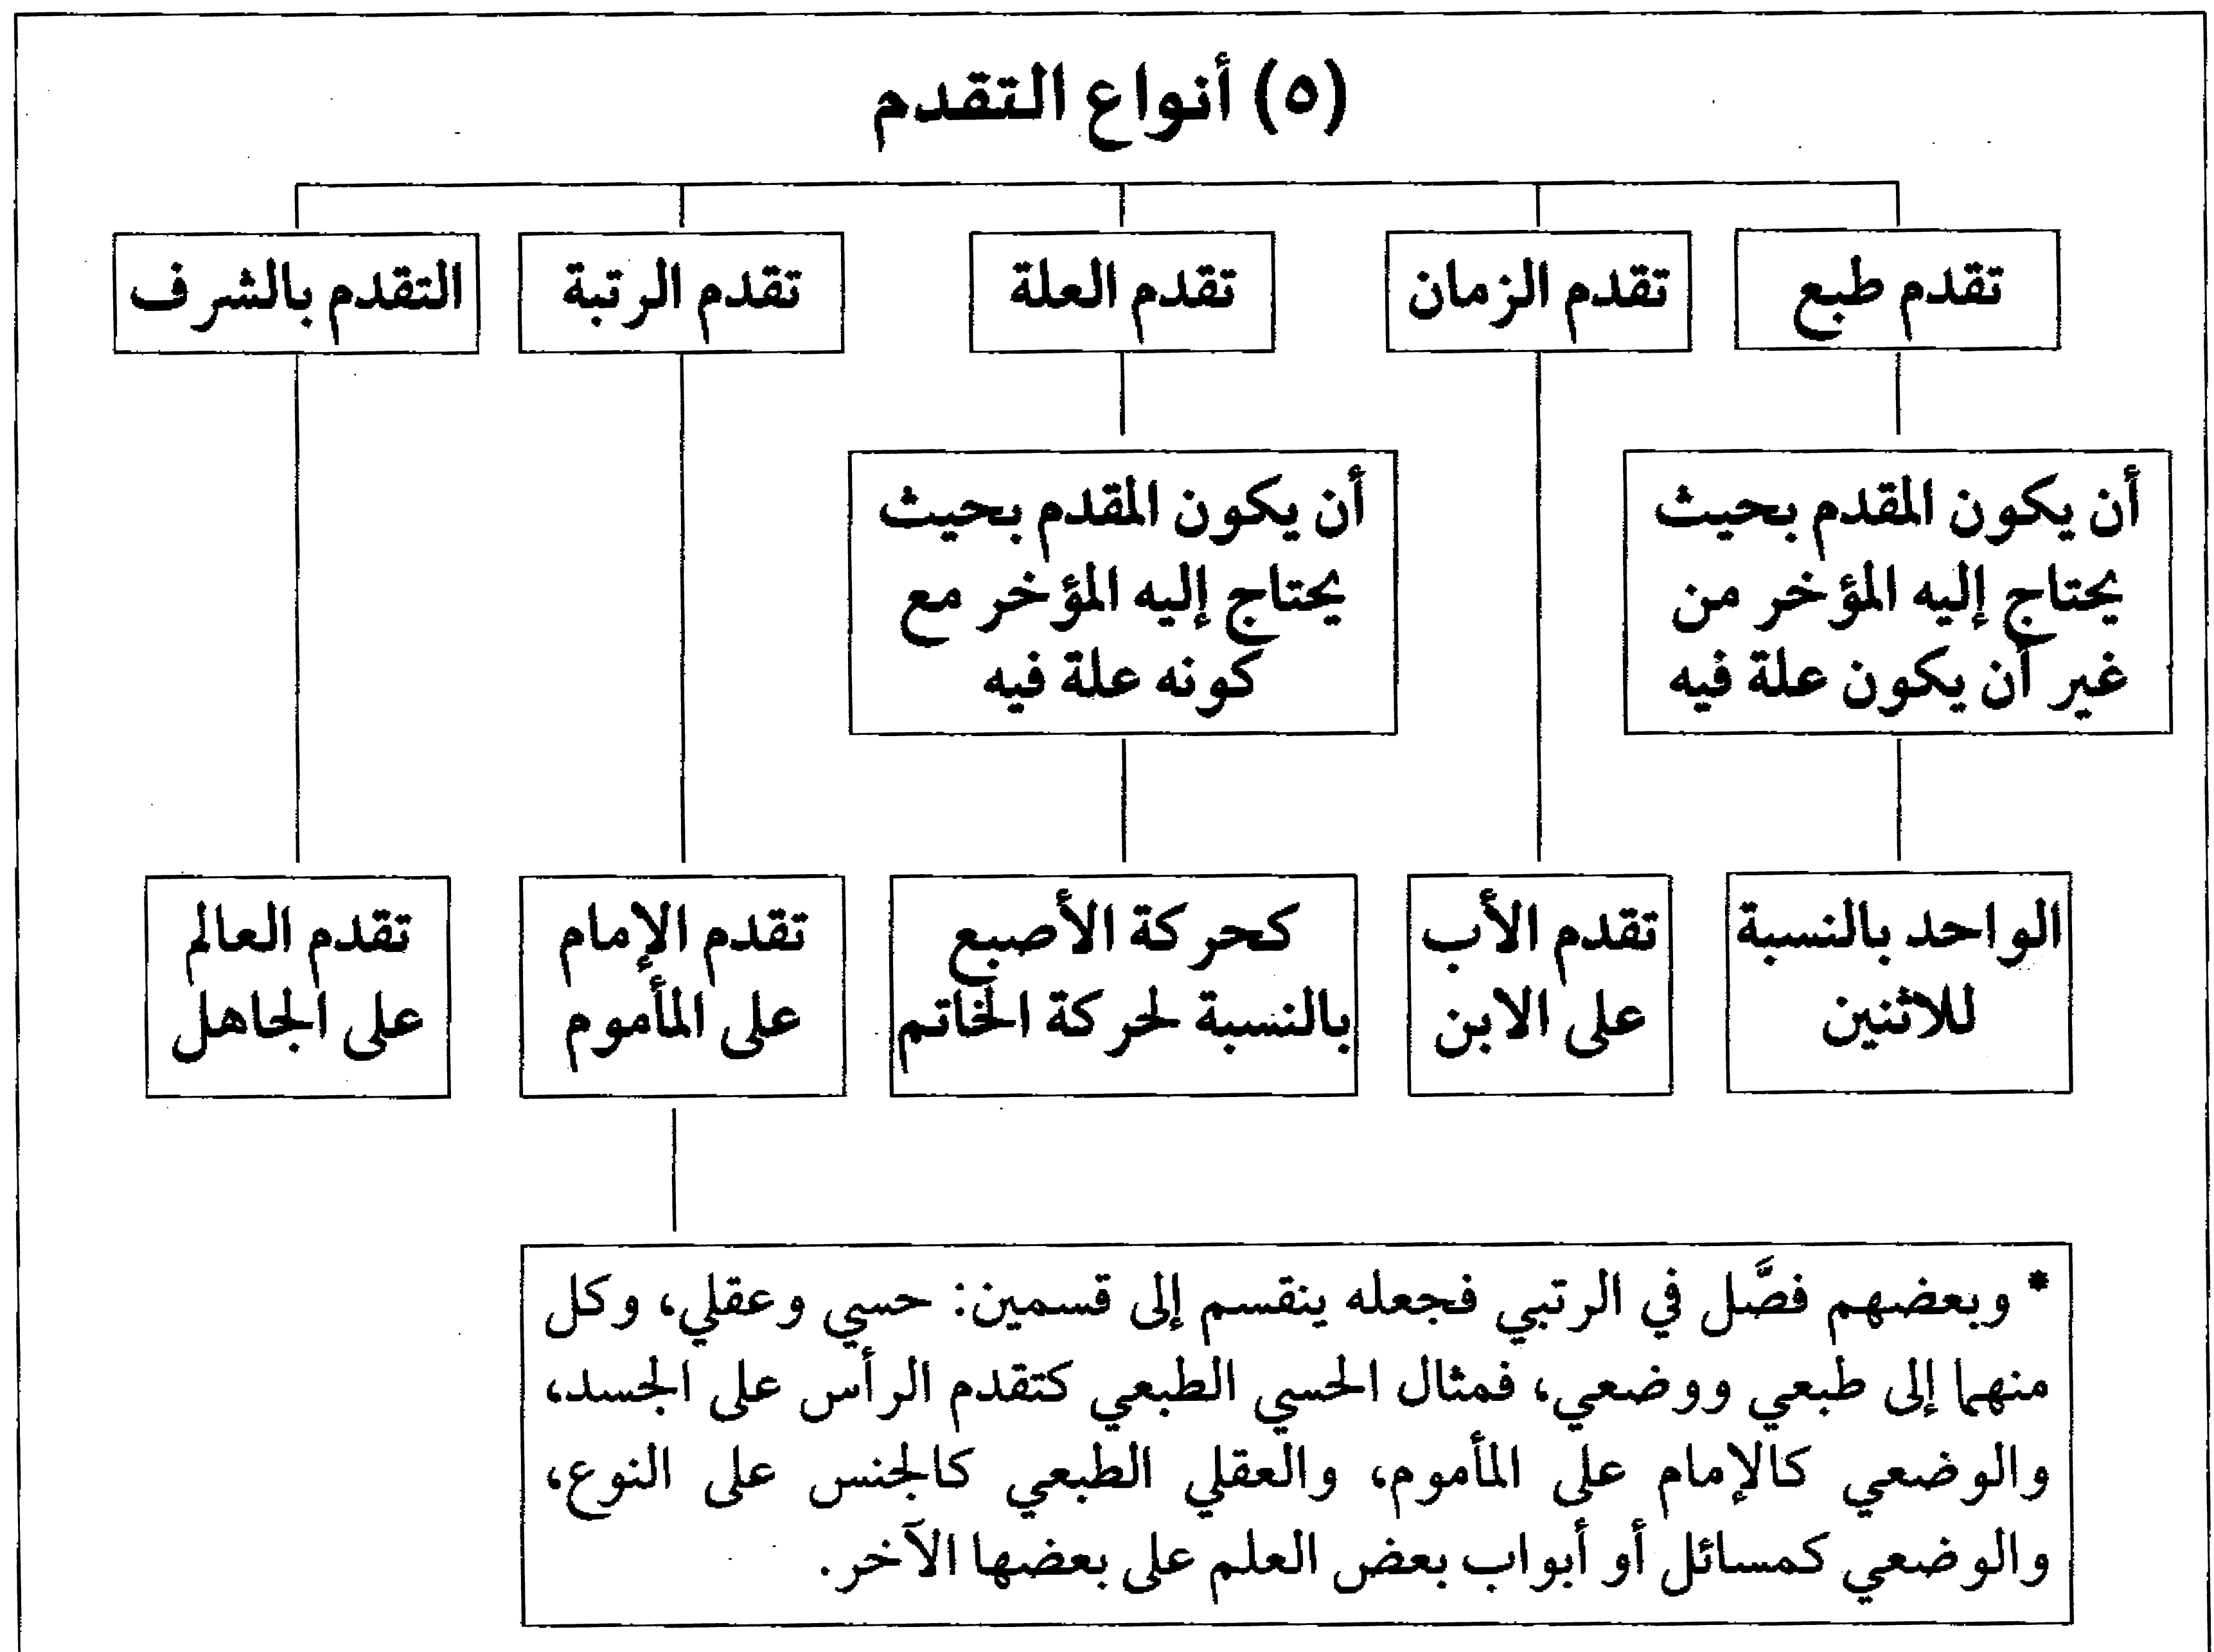 (٥) أنواع التقدم
تقدم طبع
تقدم الزمان
تقدم العلة
تقدم الرتبة
التقدم بالشرف
أن يكون المقدم بحيث
يحتاج إليه المؤخر من
غير أن يكون علة فيه
أن يكون المقدم بحيث
يحتاج إليه المؤخر مع
كونه علة فيه
الواحد بالنسبة
للاثنين
تقدم الأب
على الابن
كحركة الأصبع
بالنسبة لحركة الخاتم
تقدم الإمام
على المأموم
تقدم العالم
على الجاهل
* وبعضهم فصَّل في الرتبي فجعله ينقسم إلى قسمين: حسي وعقلي، وكل
منهما إلى طبعي ووضعي، فمثال الحسي الطبعي كتقدم الرأس على الجسد،
والوضعي كالإمام على المأموم، والعقلي الطبعي كالجنس على النوع،
والوضعي كمسائل أو أبواب بعض العلم على بعضها الآخر.